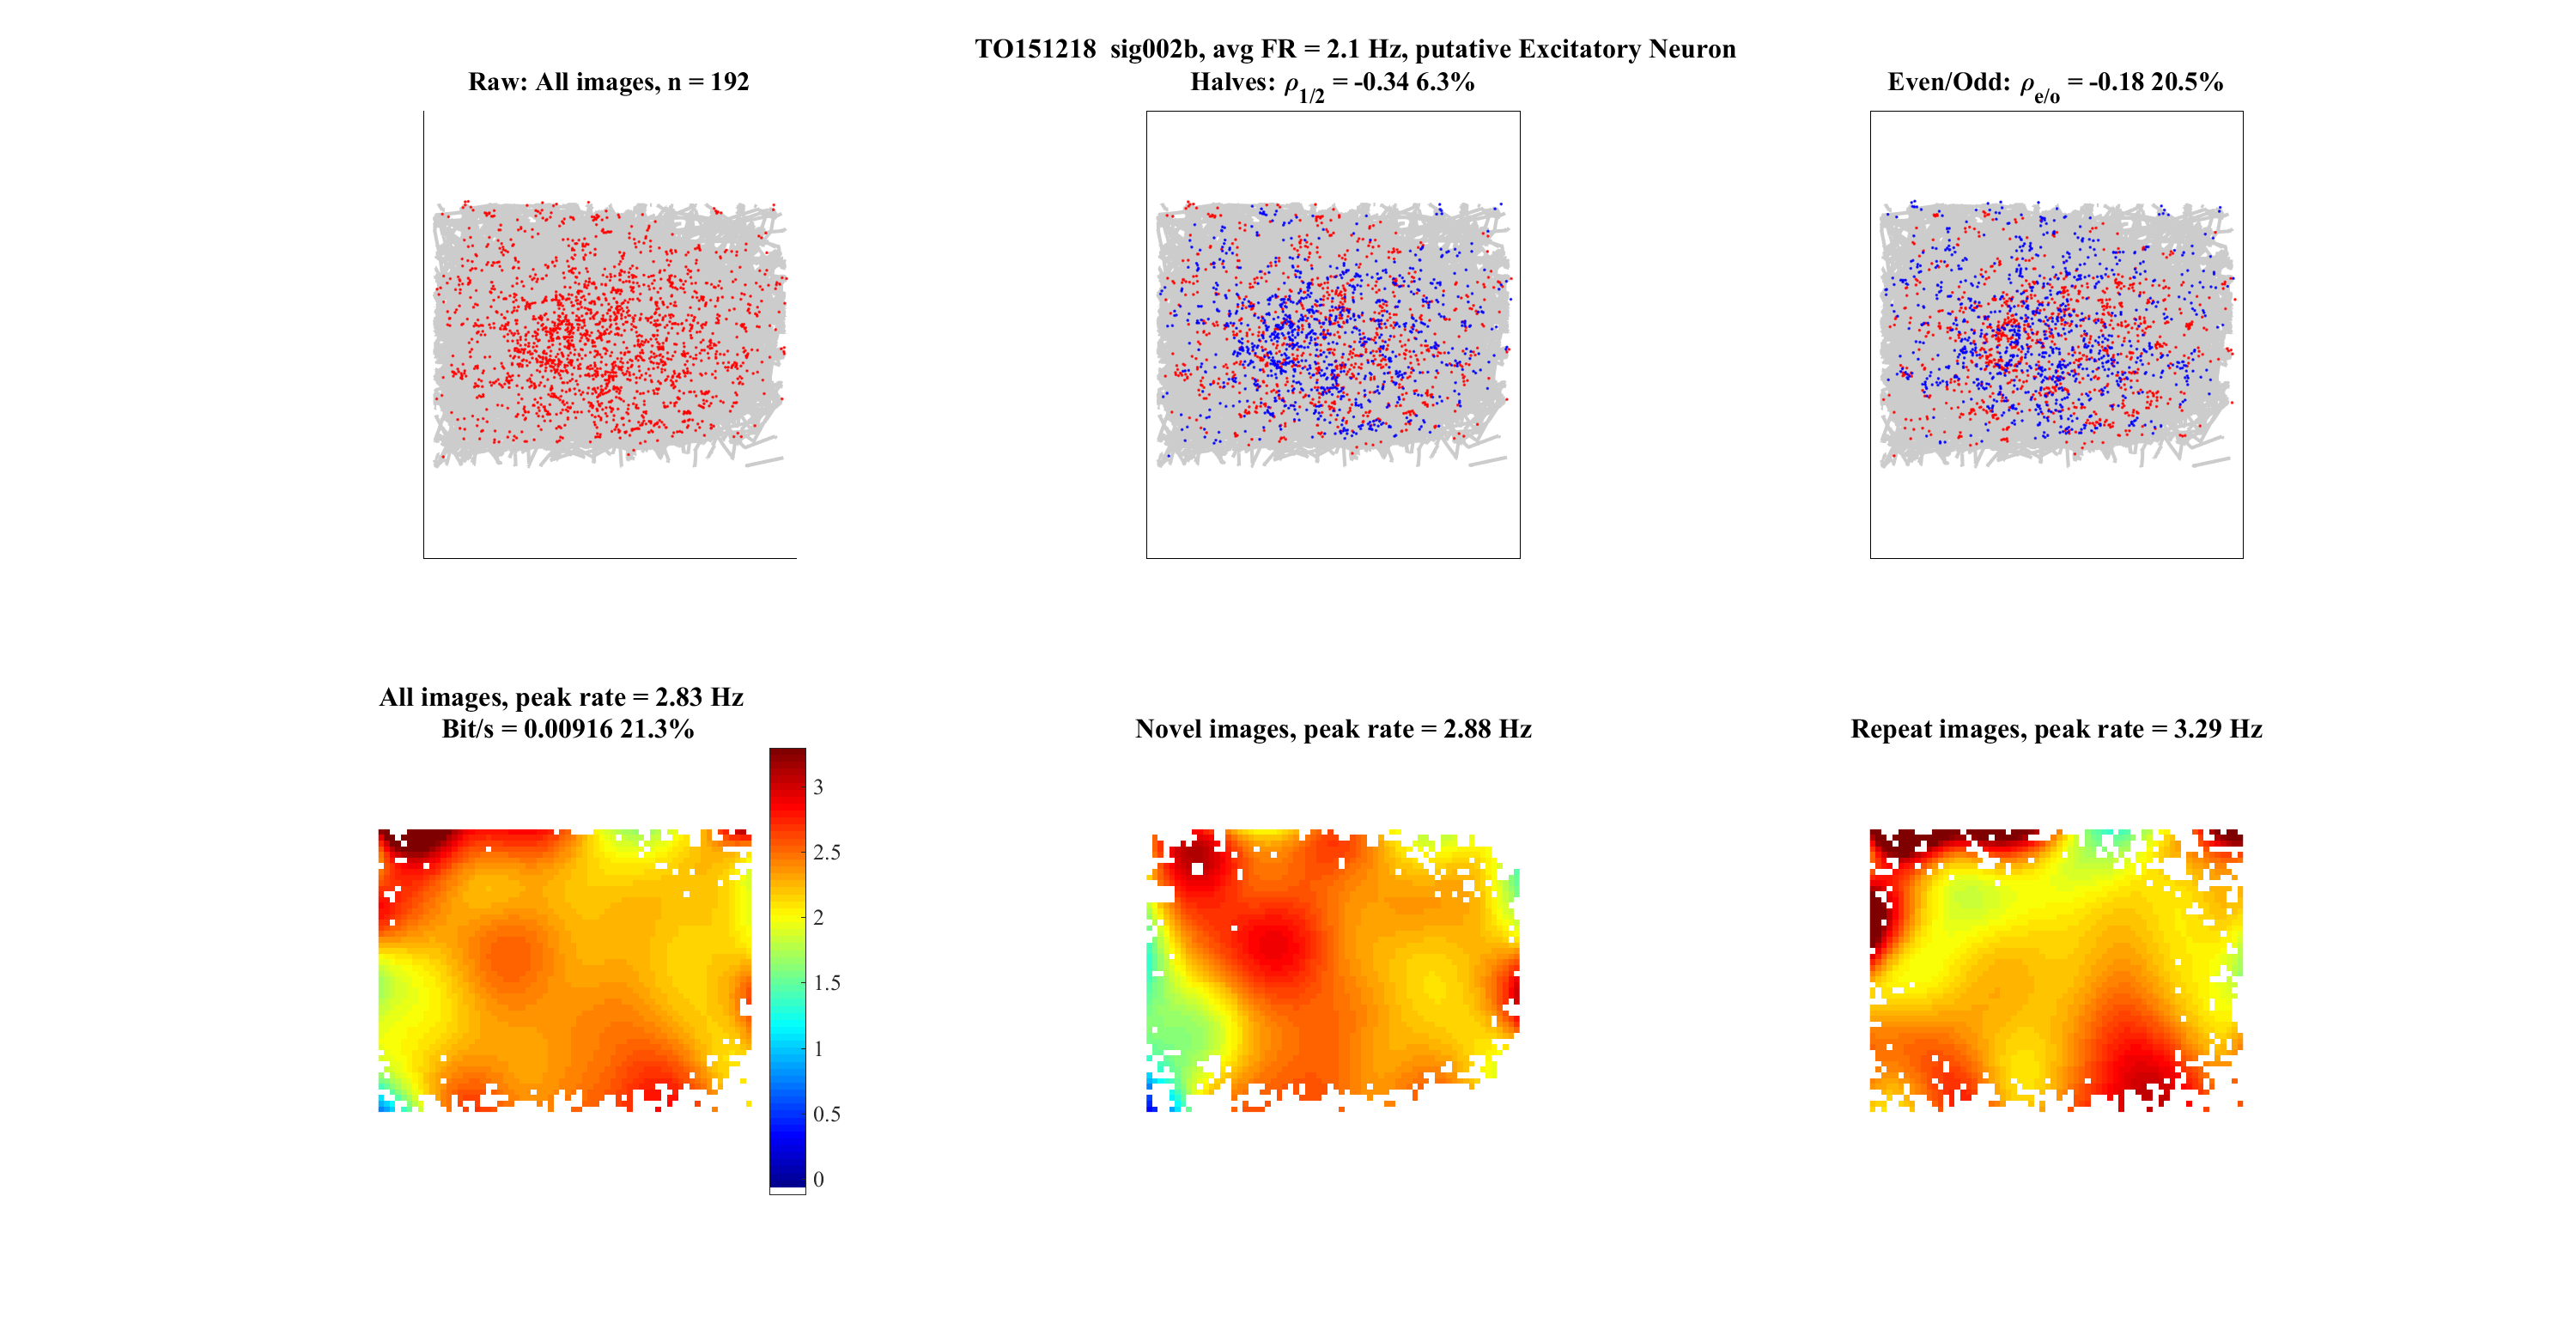 TO151218 sig002b, avg FR = 2.1 Hz, putative Excitatory Neuron
Raw: All images, n = 192
Halves: ρ1/2 = -0.34 6.3%
Even/Odd: ρe/o = -0.18 20.5%
All images, peak rate = 2.83 Hz
Bit/s = 0.00916 21.3%
Novel images, peak rate = 2.88 Hz
Repeat images, peak rate = 3.29 Hz
3
2.5
2
1.5
1
0.5
0